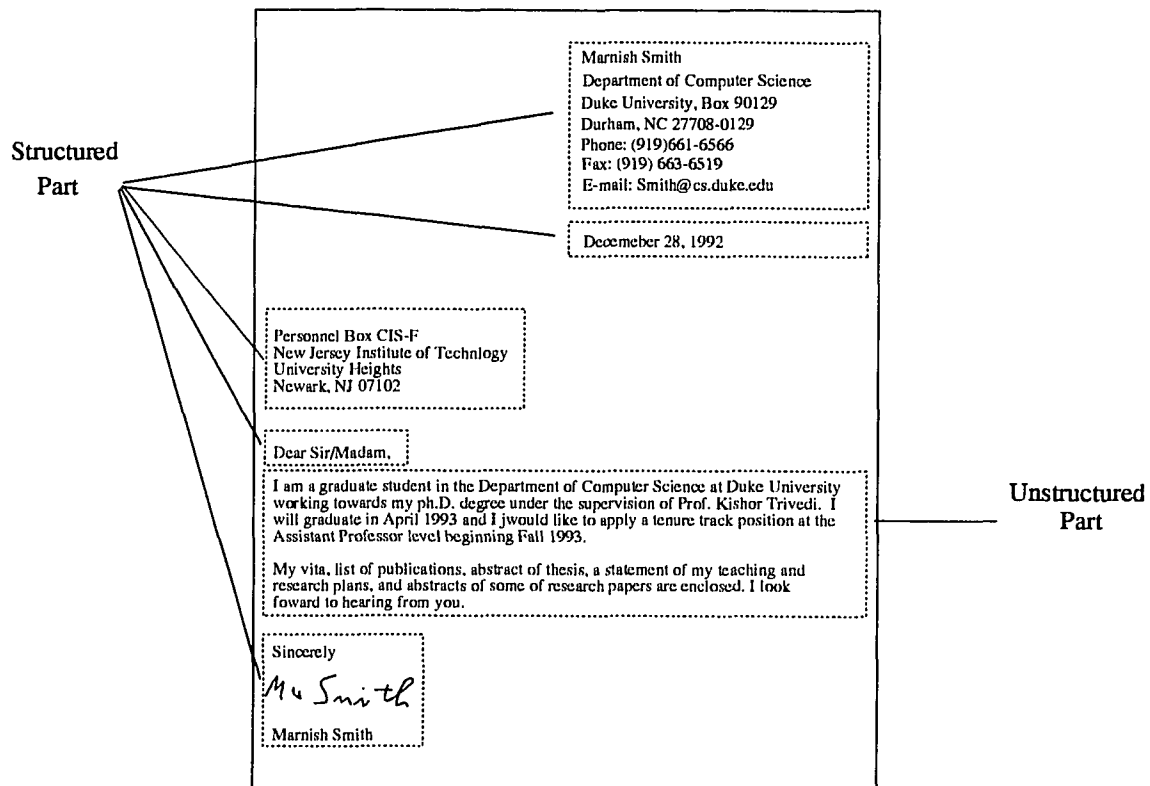 Structured
Part
Marnish Smith
Department of Computer Science
Duke University, Box 90129
Durham, NC 27708-0129
Phone: (919)661-6566
Fax: (919) 663-6519
E-mail: Smith@cs.duke.edu
Decemeber 28, 1992
Personnel Box CIS-F
New Jersey Institute of Technlogy
University Heights
Newark, NJ 07102
Dear Sir/Madam,
I am a graduate student in the Department of Computer Science at Duke University
working towards my ph.D. degree under the supervision of Prof. Kishor Trivedi. I
will graduate in April 1993 and I jwould like to apply a tenure track position at the
Assistant Professor level beginning Fall 1993.
My vita, list of publications, abstract of thesis, a statement of my teaching and
research plans, and abstracts of some of research papers are enclosed. I look
foward to hearing from you.
Unstructured
Part
Sincerely
Smith
Marnish Smith